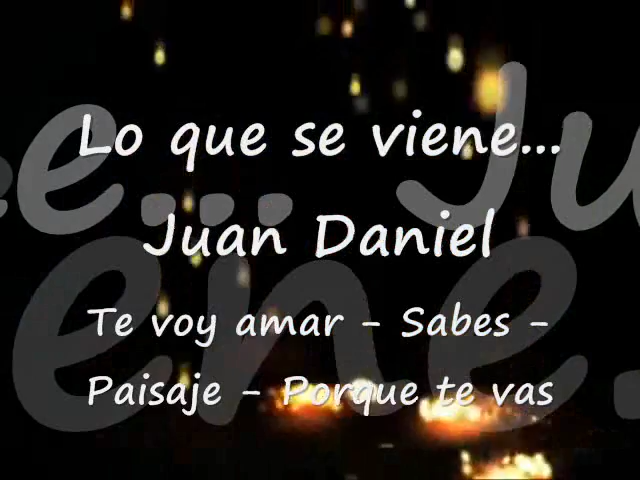 Lo que se viene...
Juan Daniel
Te voy amar - Sabes -
Paisaje - Porque te vas